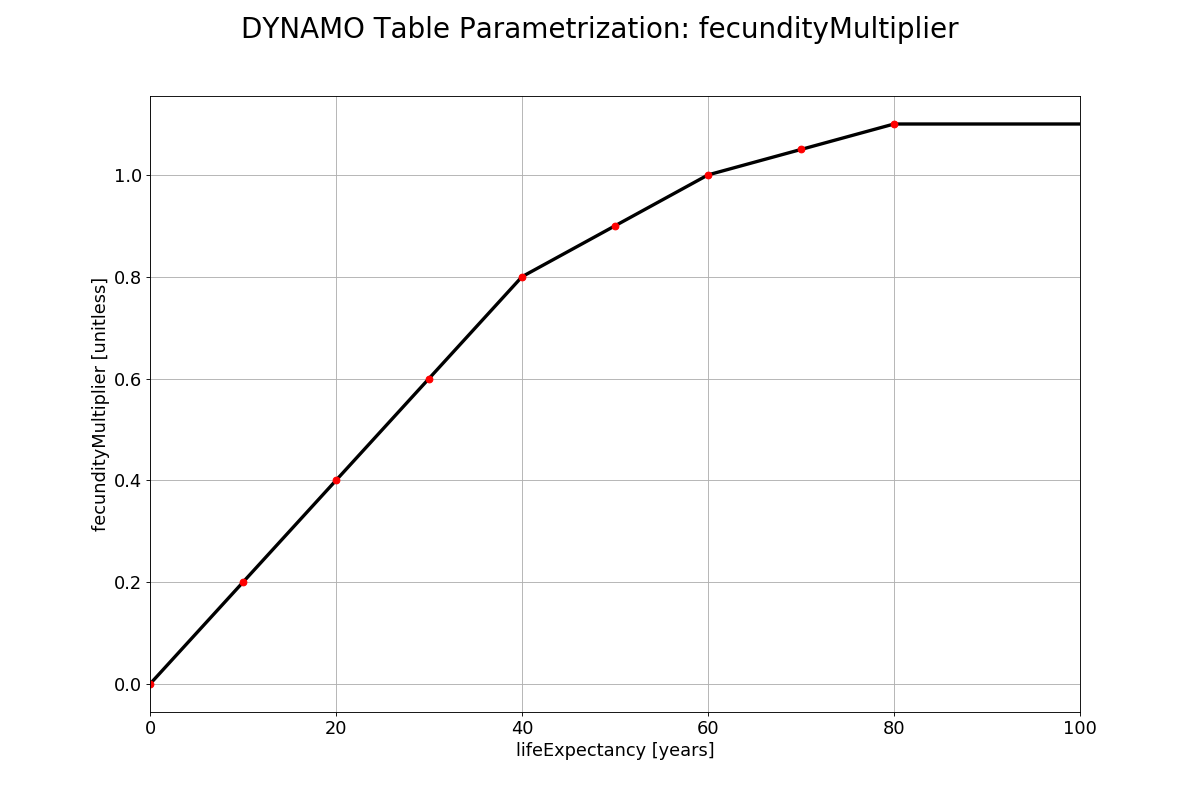 DYNAMO Table Parametrization: fecundityMultiplier
fecundityMultiplier [unitless]
1.0
0.8
0.6
0.4
0.2
0.0
0 20 40 60 80 100
lifeExpectancy [years]